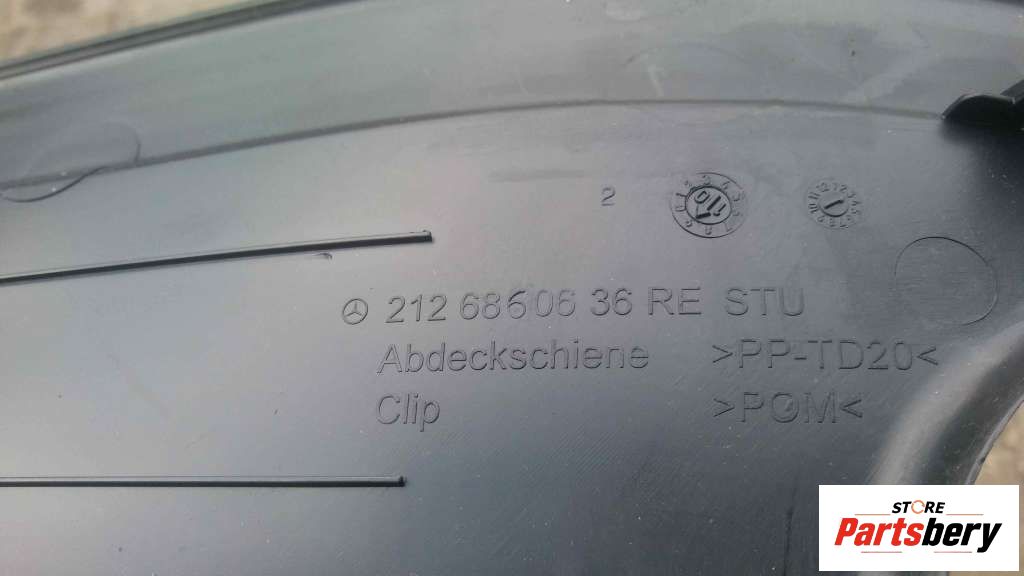 2
212 686 06 36 RE STU
Abdeckschiene >PP-TD20<
Clip >POM<
STORE
Partsbery